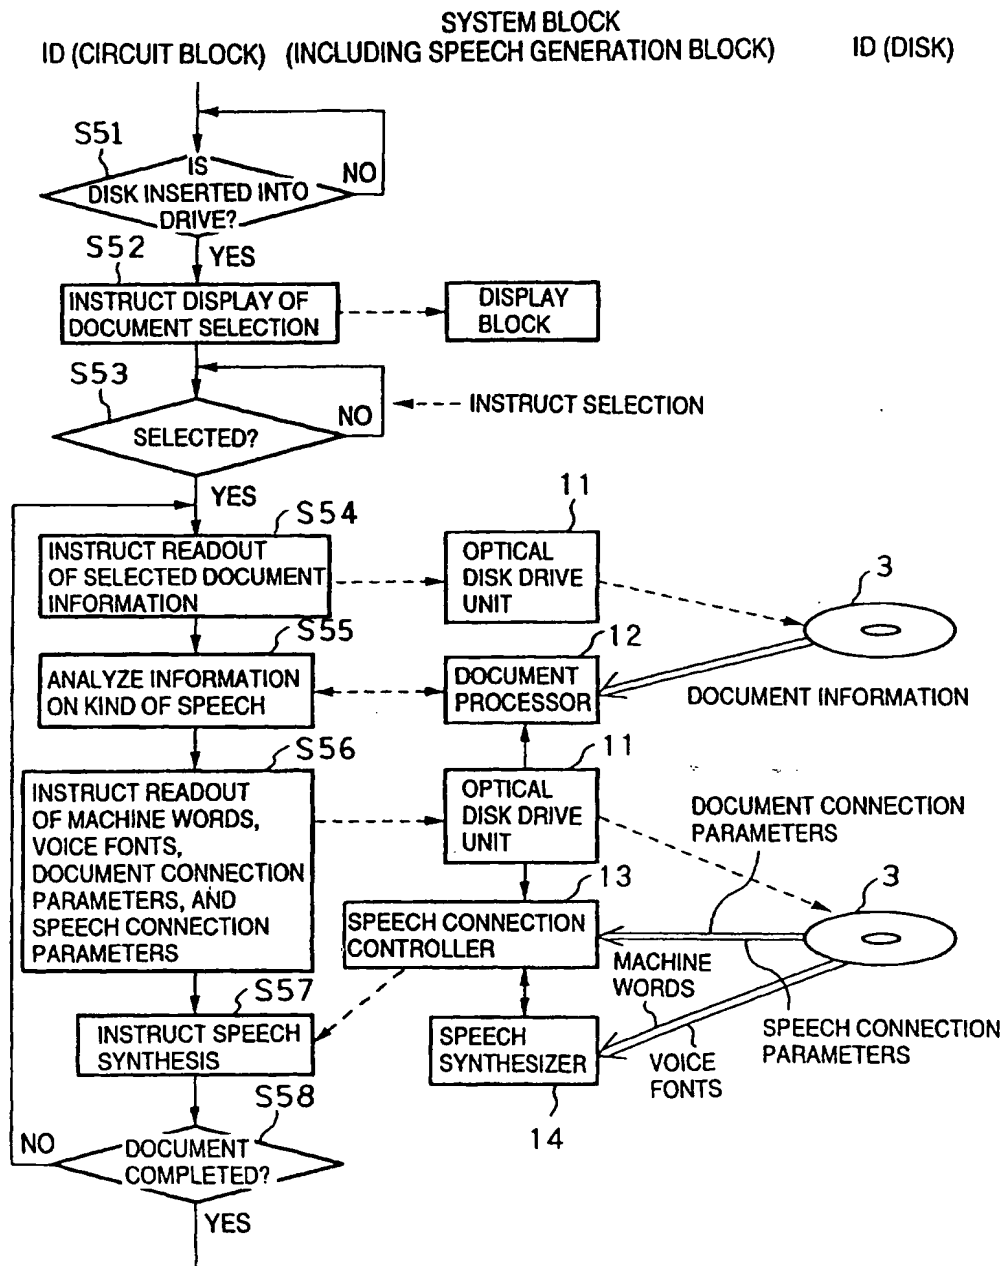 SYSTEM BLOCK
ID (CIRCUIT BLOCK) (INCLUDING SPEECH GENERATION BLOCK) ID (DISK)
S51
IS
DISK INSERTED INTO
DRIVE?
NO
YES
S52
INSTRUCT DISPLAY OF
DOCUMENT SELECTION
DISPLAY
BLOCK
S53
SELECTED?
NO
INSTRUCT SELECTION
YES
S54
INSTRUCT READOUT
OF SELECTED DOCUMENT
INFORMATION
11
OPTICAL
DISK DRIVE
UNIT
3
S55
ANALYZE INFORMATION
ON KIND OF SPEECH
12
DOCUMENT
PROCESSOR
DOCUMENT INFORMATION
S56
INSTRUCT READOUT
OF MACHINE WORDS,
VOICE FONTS,
DOCUMENT CONNECTION
PARAMETERS, AND
SPEECH CONNECTION
PARAMETERS
11
OPTICAL
DISK DRIVE
UNIT
DOCUMENT CONNECTION
PARAMETERS
13
SPEECH CONNECTION
CONTROLLER
3
MACHINE
WORDS
SPEECH CONNECTION
PARAMETERS
VOICE
FONTS
S57
INSTRUCT SPEECH
SYNTHESIS
SPEECH
SYNTHESIZER
14
S58
DOCUMENT
COMPLETED?
NO
YES